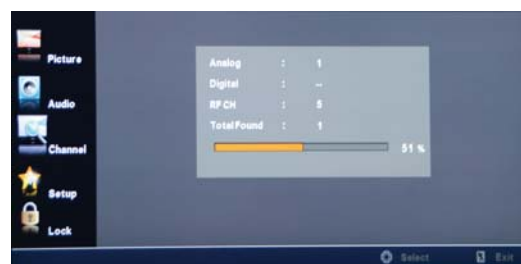 Picture
Audio
Channel
Setup
Lock
Analog : 1
Digital : --
RF CH : 5
Total Found : 1
51 %
Select Exit